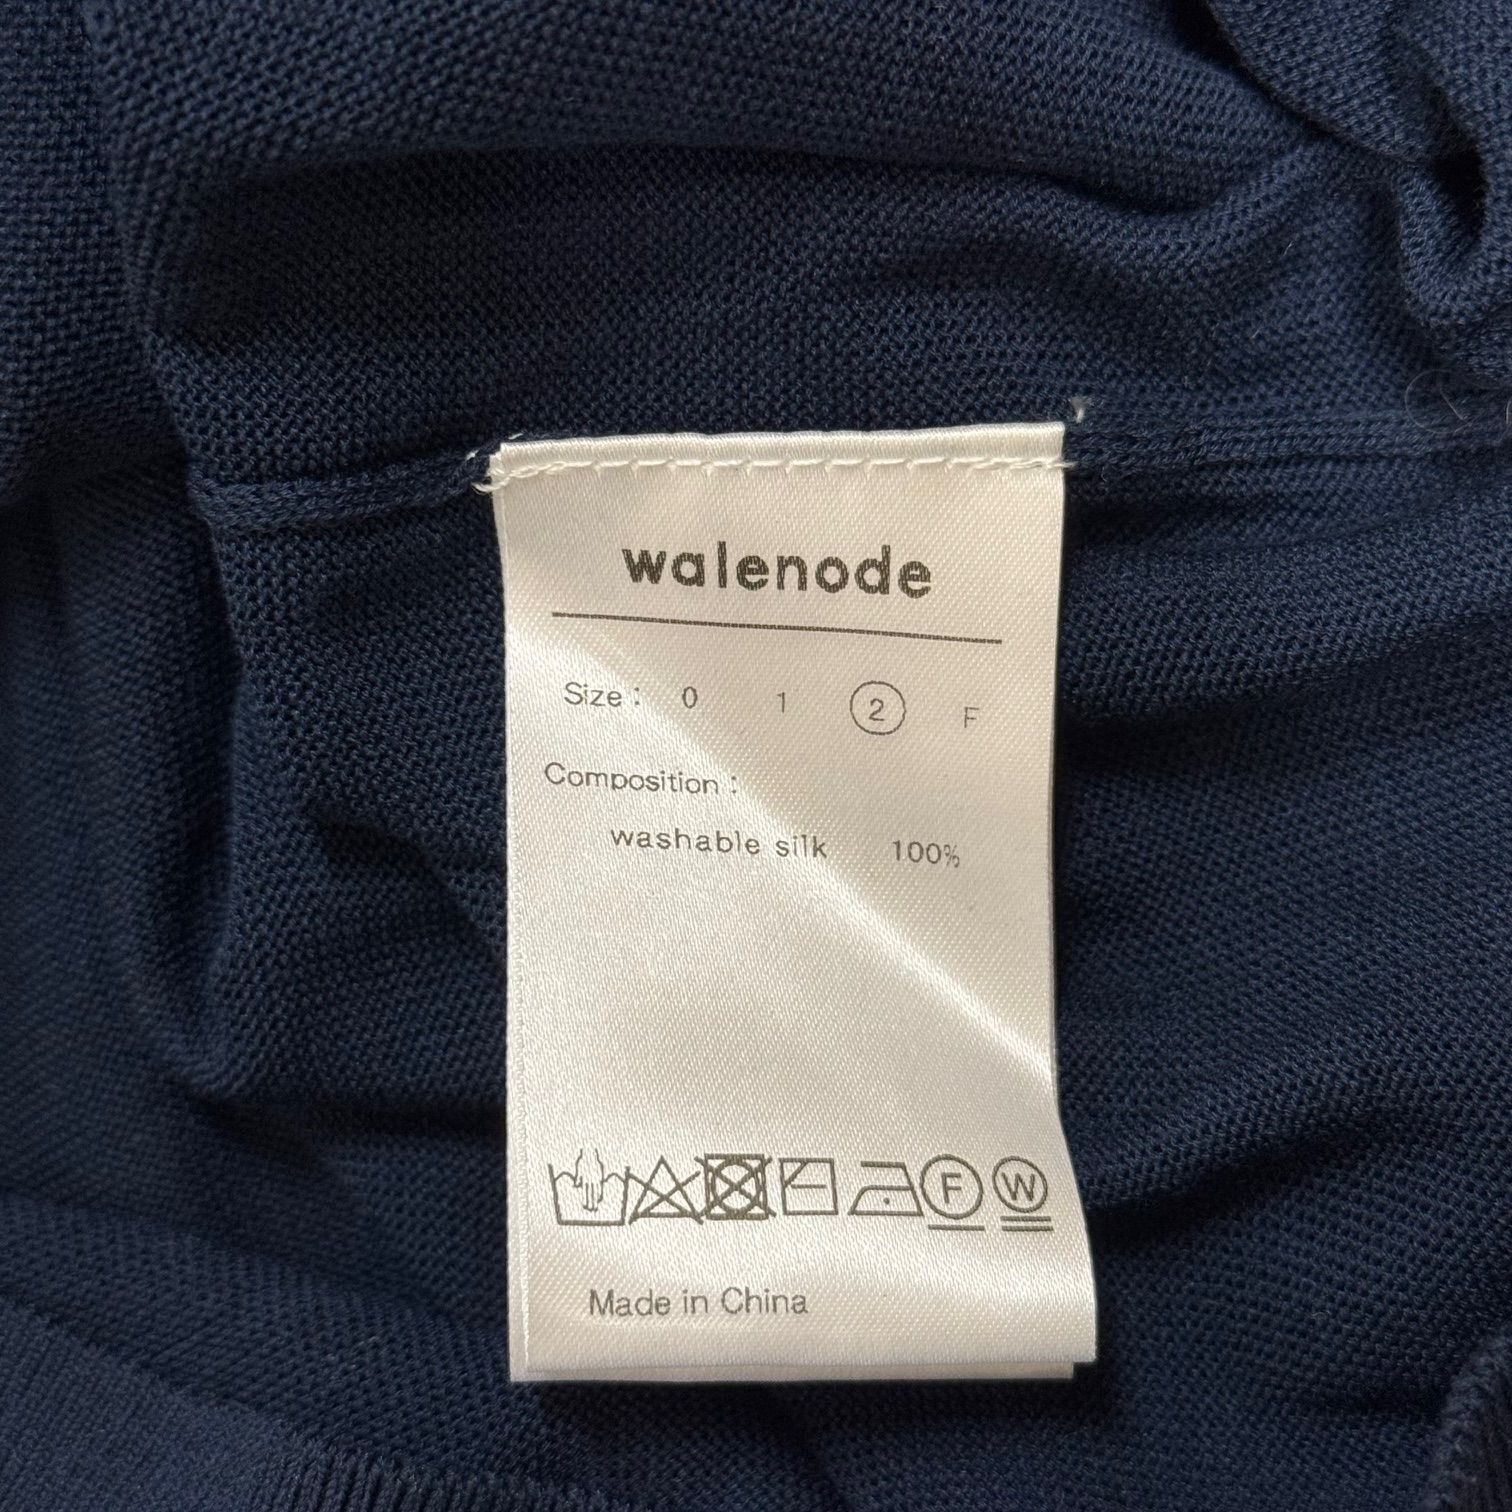 walenode
Size : 0 1 2 F
Composition :
washable silk 100%
F W
Made in China